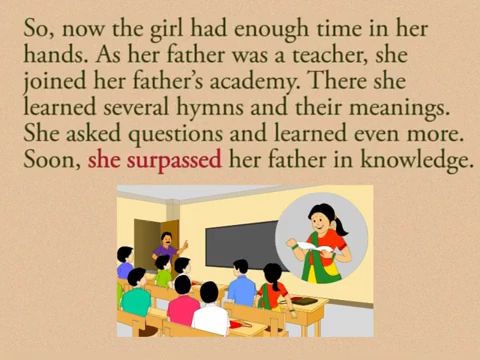 So, now the girl had enough time in her
hands. As her father was a teacher, she
joined her father's academy. There she
learned several hymns and their meanings.
She asked questions and learned even more.
Soon, she surpassed her father in knowledge.